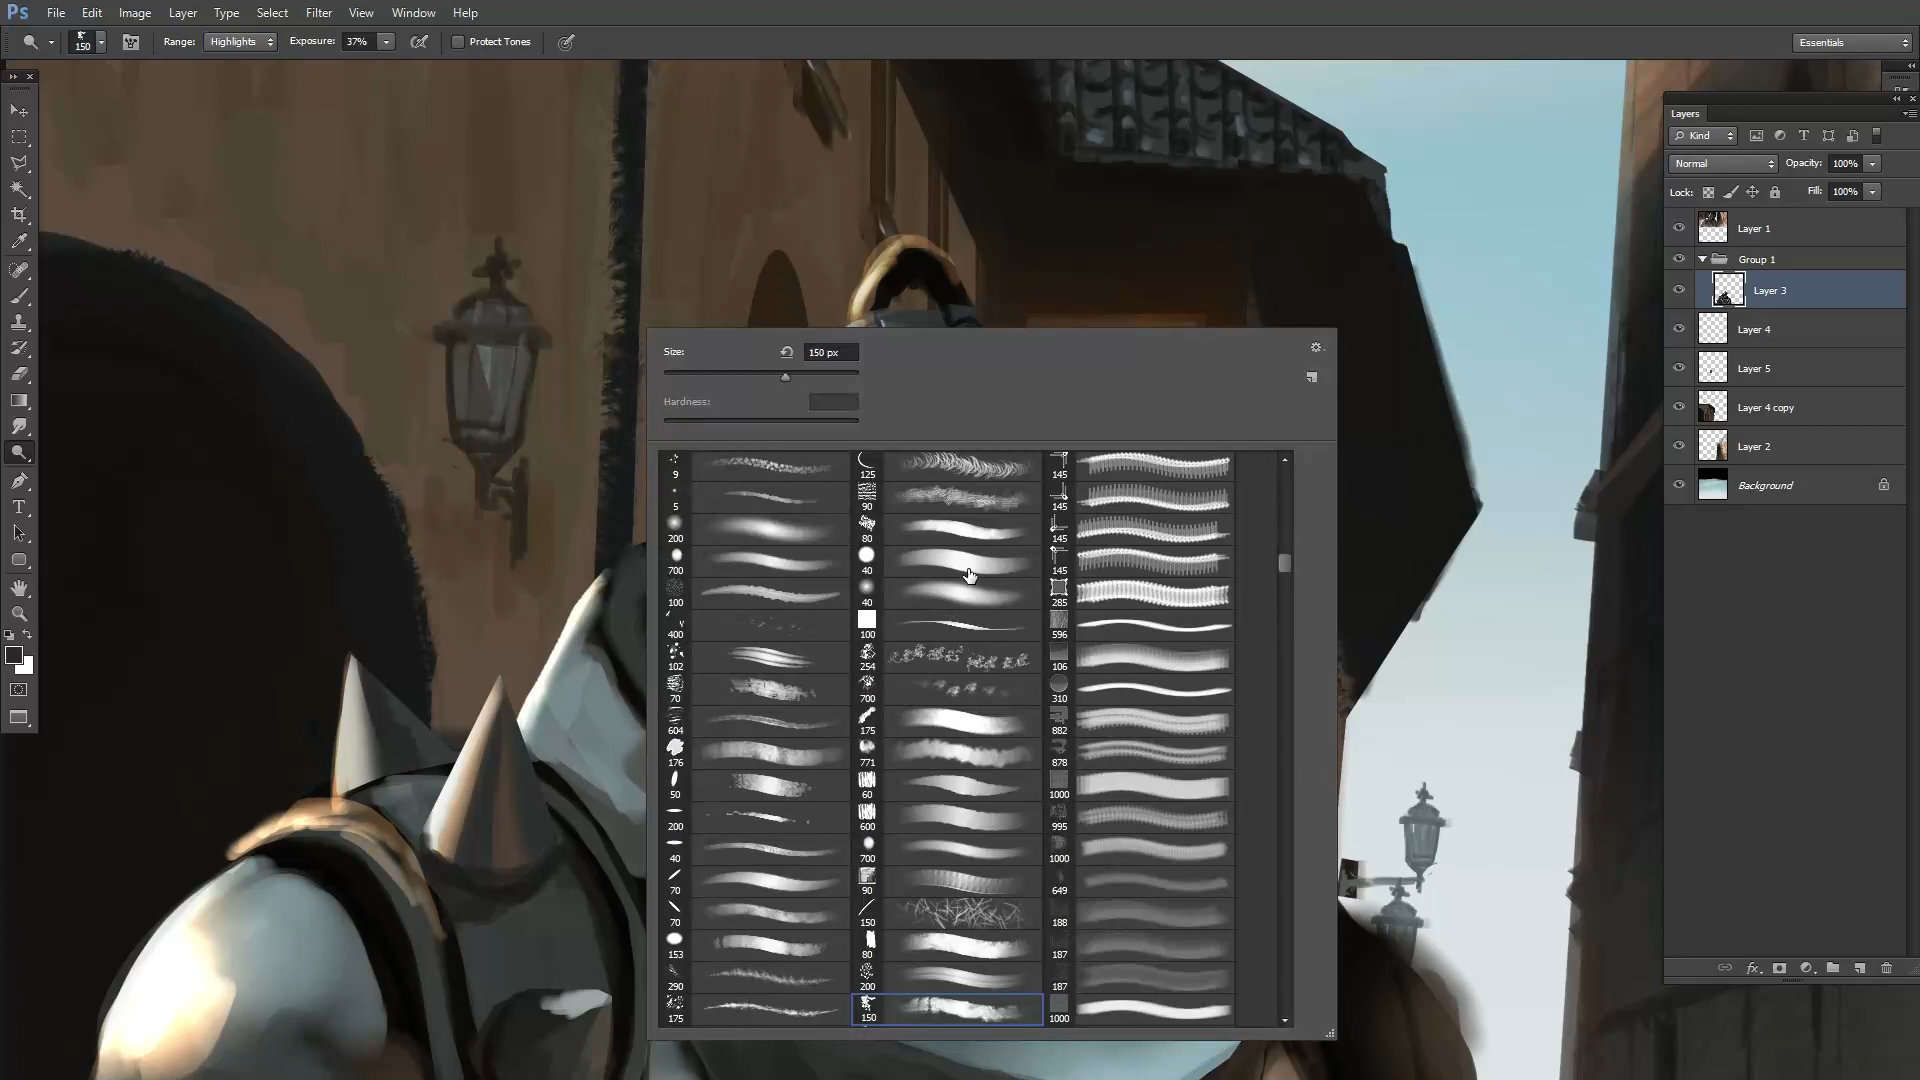 Ps File Edit Image Layer Type Select Filter View Window Help
150 Range: Highlights Exposure: 37% Protect Tones Essentials
Layers
Kind
Normal Opacity: 100%
Lock: Fill: 100%
Layer 1
Group 1
Layer 3
Layer 4
Layer 5
Layer 4 copy
Layer 2
Background
fx
Size: 150 px
Hardness:
9 125 145
5 90 145
200 80 145
700 40 145
100 40 285
400 100 596
102 254 106
70 700 310
604 175 882
176 771 878
50 60 1000
200 600 995
40 700 1000
70 90 649
70 150 188
153 80 187
290 200 187
175 150 1000